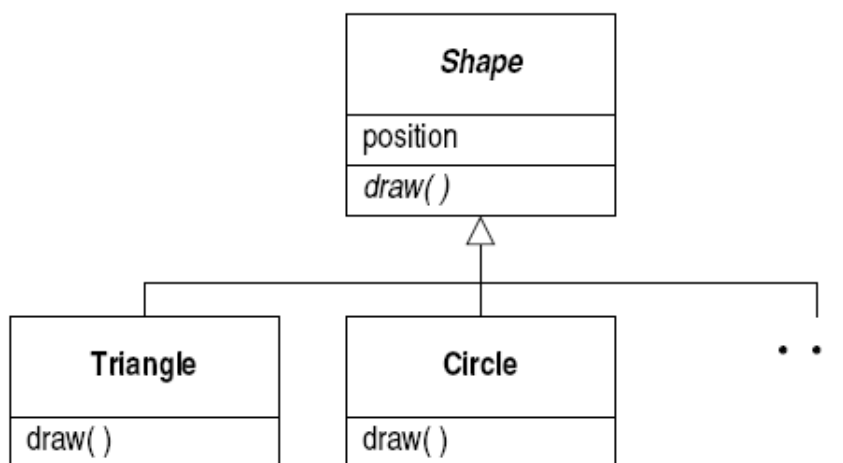 Shape
position
draw( )
Triangle
Circle
draw( )
draw( )